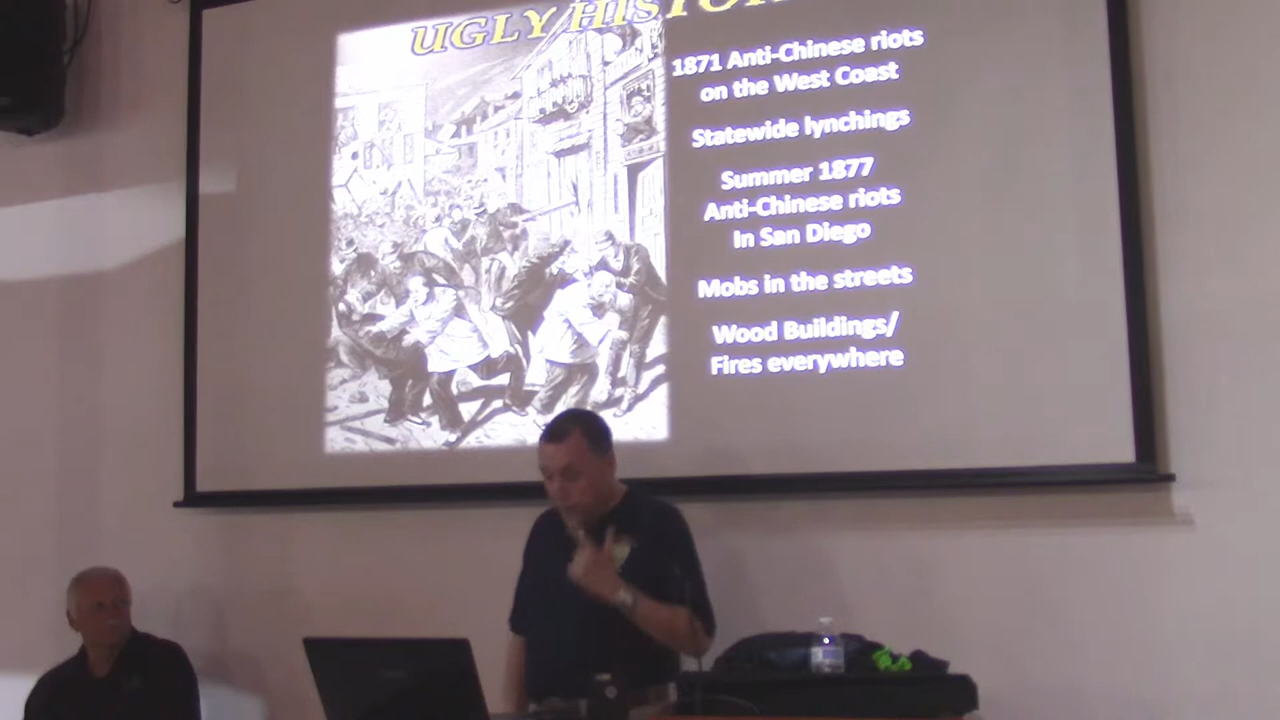 UGLY HISTORY
1871 Anti-Chinese riots
on the West Coast
Statewide lynchings
Summer 1877
Anti-Chinese riots
In San Diego
Mobs in the streets
Wood Buildings/
Fires everywhere